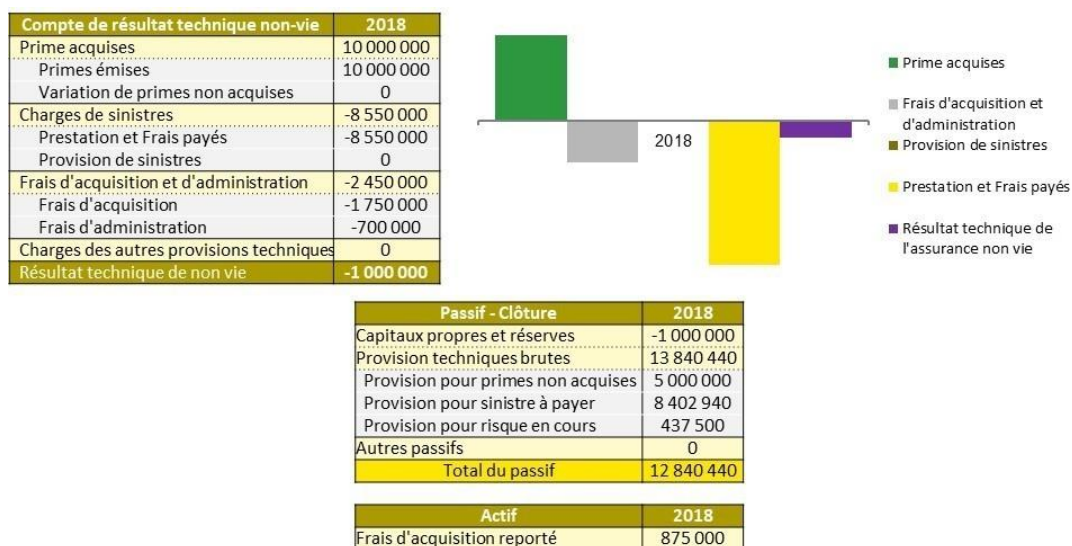 Compte de résultat technique non-vie 2018
Prime acquises 10 000 000
Primes émises 10 000 000
Variation de primes non acquises 0
Charges de sinistres -8 550 000
Prestation et Frais payés -8 550 000
Provision de sinistres 0
Frais d'acquisition et d'administration -2 450 000
Frais d'acquisition -1 750 000
Frais d'administration -700 000
Charges des autres provisions techniques 0
Résultat technique de non vie -1 000 000
2018
Prime acquises
Frais d'acquisition et
d'administration
Provision de sinistres
Prestation et Frais payés
Résultat technique de
l'assurance non vie
Passif - Clôture 2018
Capitaux propres et réserves -1 000 000
Provision techniques brutes 13 840 440
Provision pour primes non acquises 5 000 000
Provision pour sinistre à payer 8 402 940
Provision pour risque en cours 437 500
Autres passifs 0
Total du passif 12 840 440
Actif 2018
Frais d'acquisition reporté 875 000